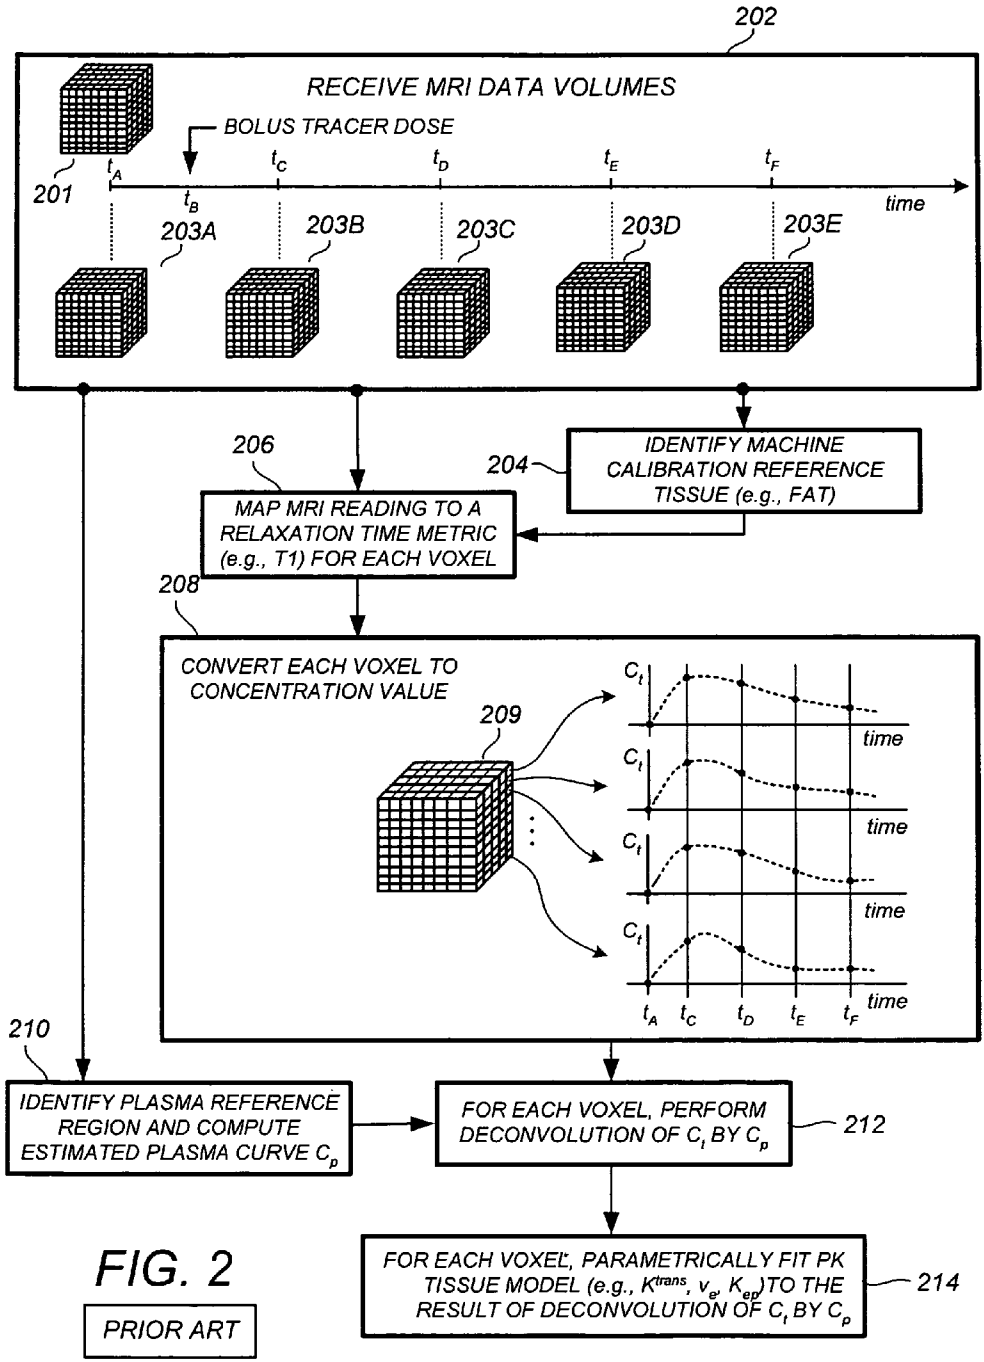 202
RECEIVE MRI DATA VOLUMES
BOLUS TRACER DOSE
201
tA
tB
tC
tD
tE
tF
time
203A
203B
203C
203D
203E
204
IDENTIFY MACHINE
CALIBRATION REFERENCE
TISSUE (e.g., FAT)
206
MAP MRI READING TO A
RELAXATION TIME METRIC
(e.g., T1) FOR EACH VOXEL
208
CONVERT EACH VOXEL TO
CONCENTRATION VALUE
209
Ct
time
Ct
time
Ct
time
Ct
time
tA tC tD tE tF
210
IDENTIFY PLASMA REFERENCE
REGION AND COMPUTE
ESTIMATED PLASMA CURVE Cp
FOR EACH VOXEL, PERFORM
DECONVOLUTION OF Ct BY Cp
212
FOR EACH VOXEL, PARAMETRICALLY FIT PK
TISSUE MODEL (e.g., Ktrans, ve, Kep)TO THE
RESULT OF DECONVOLUTION OF Ct BY Cp
214
FIG. 2
PRIOR ART